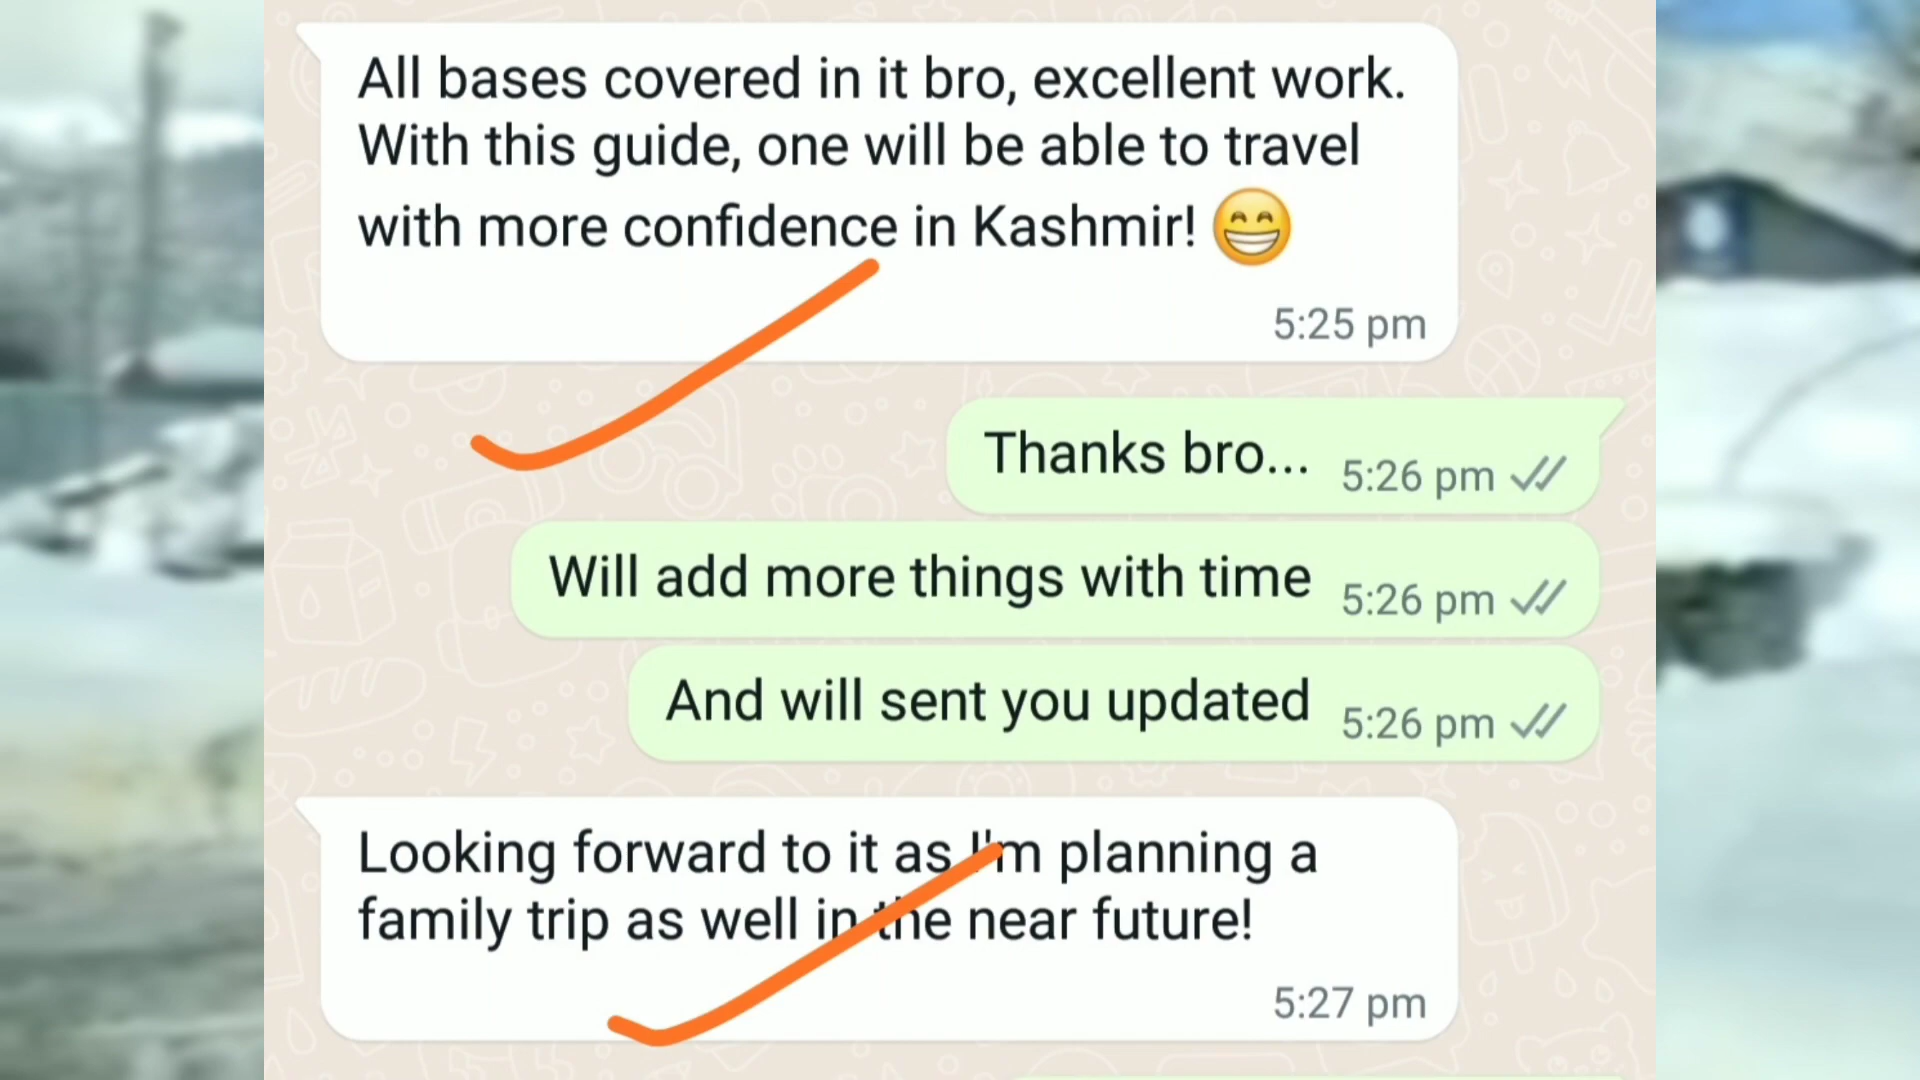 All bases covered in it bro, excellent work.
With this guide, one will be able to travel
with more confidence in Kashmir! 😁
5:25 pm
Thanks bro... 5:26 pm
Will add more things with time 5:26 pm
And will sent you updated 5:26 pm
Looking forward to it as I'm planning a
family trip as well in the near future!
5:27 pm